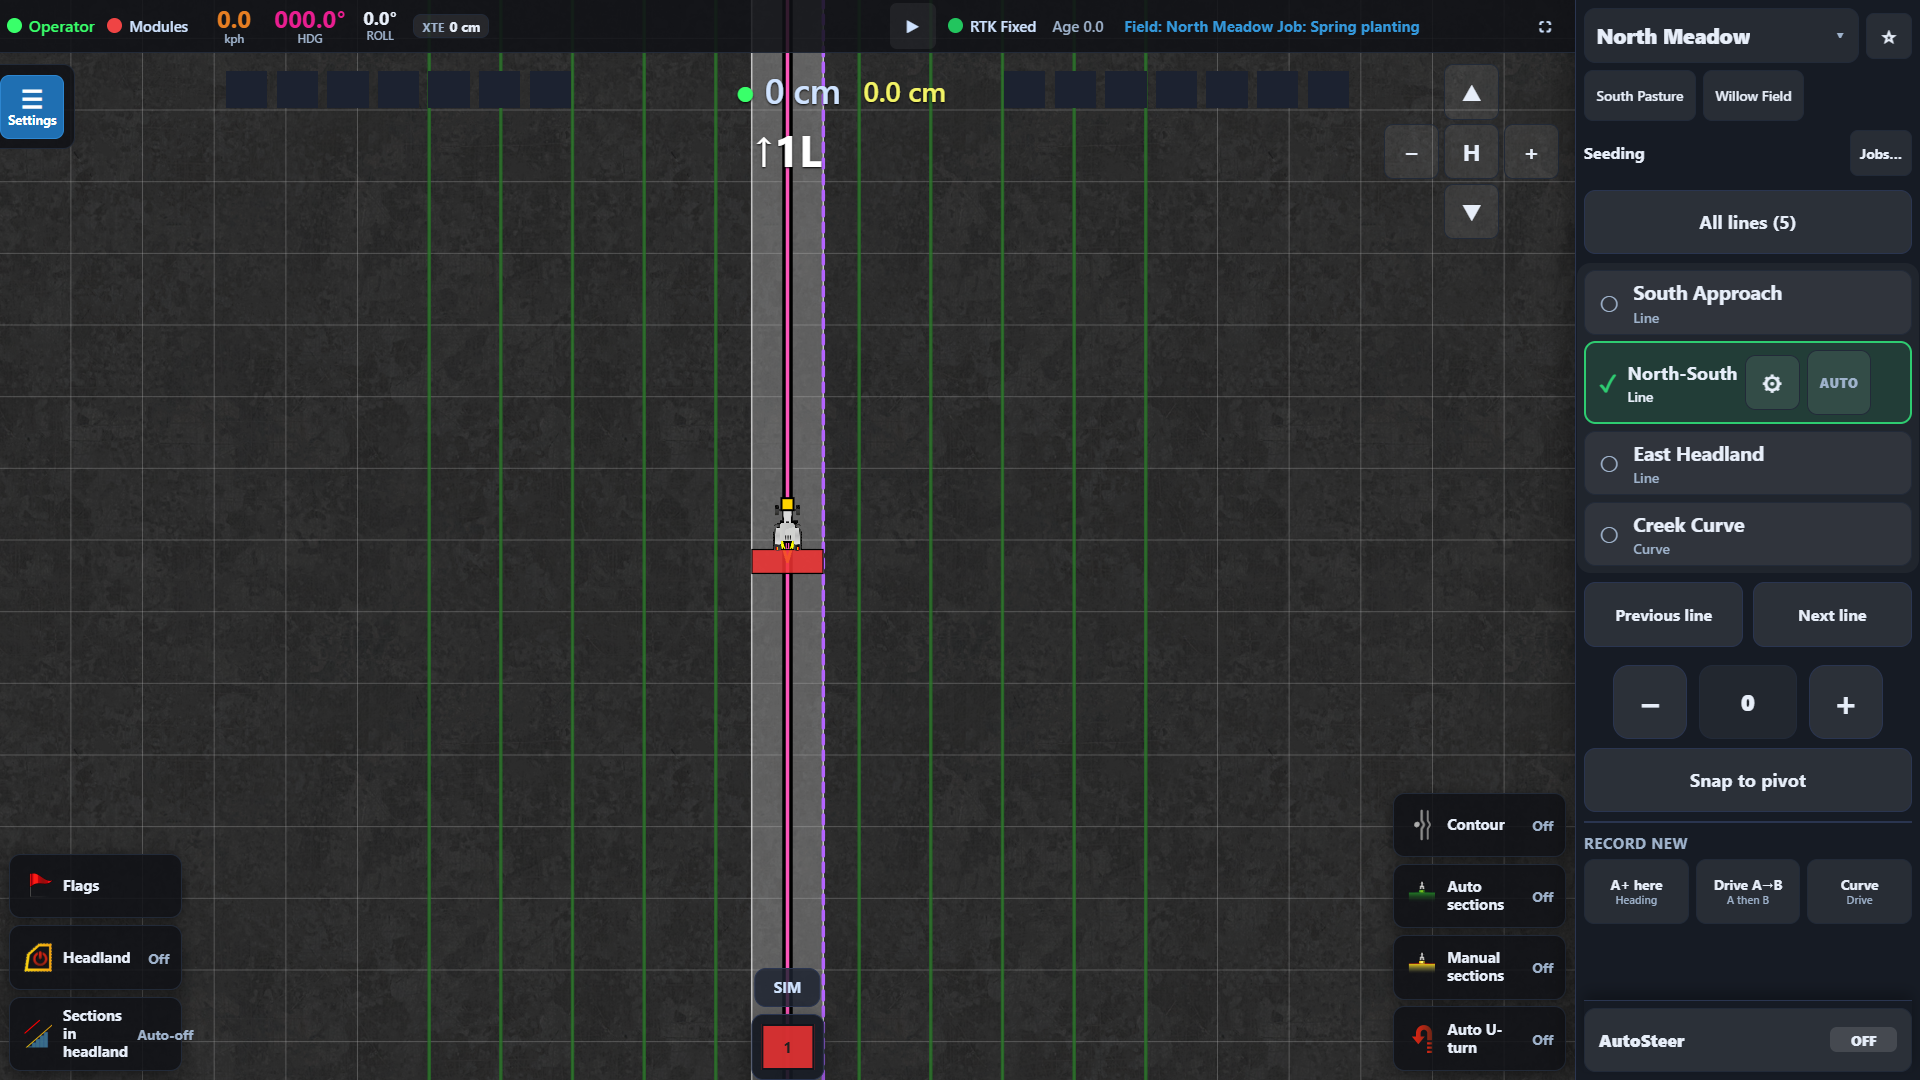 Operator
Modules
0.0
kph
000.0°
HDG
0.0°
ROLL
XTE 0 cm
RTK Fixed
Age 0.0
Field: North Meadow Job: Spring planting
Settings
0 cm
0.0 cm
↑1L
−
H
+
North Meadow
South Pasture
Willow Field
Seeding
Jobs...
All lines (5)
South Approach
Line
North-South
Line
AUTO
East Headland
Line
Creek Curve
Curve
Previous line
Next line
−
0
+
Snap to pivot
RECORD NEW
A+ here
Heading
Drive A→B
A then B
Curve
Drive
AutoSteer
OFF
Contour
Off
Auto
sections
Off
Manual
sections
Off
Auto U-
turn
Off
Flags
Headland
Off
Sections
in
headland
Auto-off
SIM
1